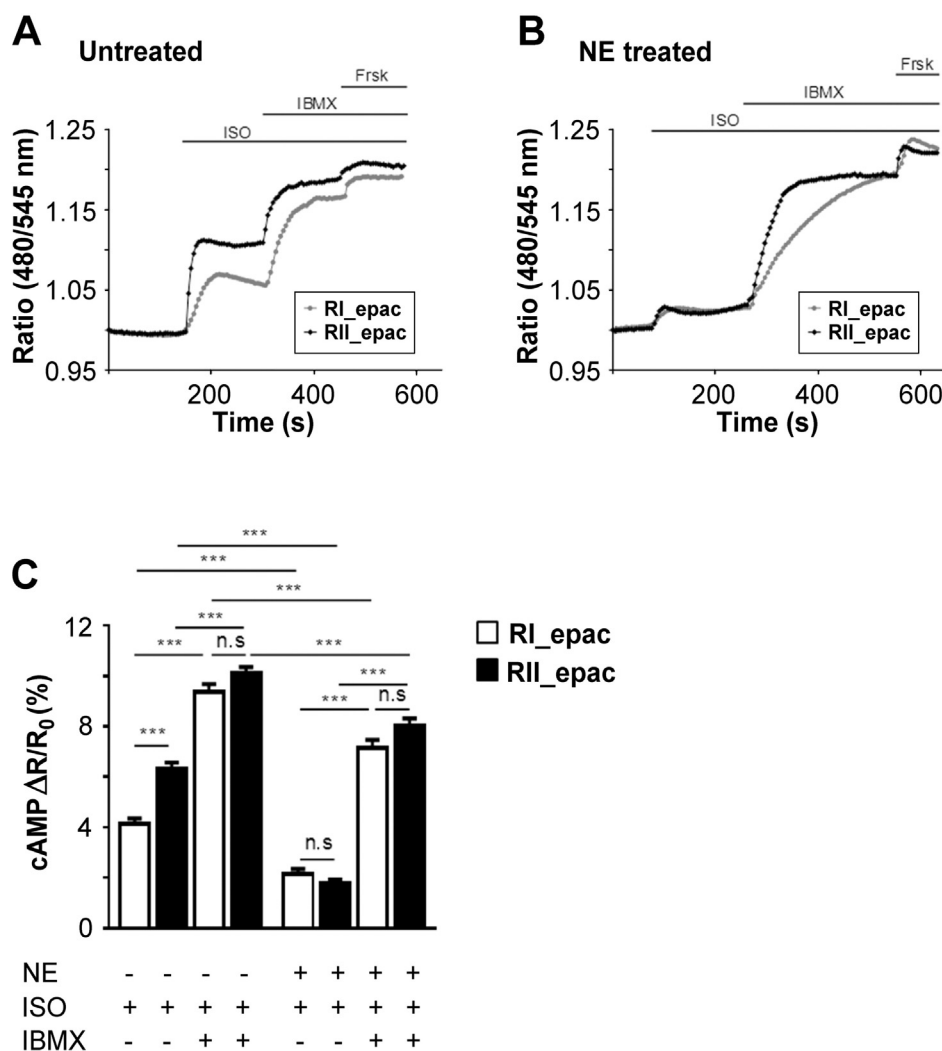 A
Untreated
Frsk
IBMX
ISO
1.25
1.15
1.05
0.95
Ratio (480/545 nm)
RI_epac
RII_epac
200
400
600
Time (s)
B
NE treated
Frsk
IBMX
ISO
1.25
1.15
1.05
0.95
Ratio (480/545 nm)
RI_epac
RII_epac
200
400
600
Time (s)
C
***
***
***
***
***
n.s
***
***
***
n.s
***
n.s
12
8
4
0
cAMP ΔR/R0 (%)
RI_epac
RII_epac
NE - - - - + + + +
ISO + + + + + + + +
IBMX - - + + - - + +